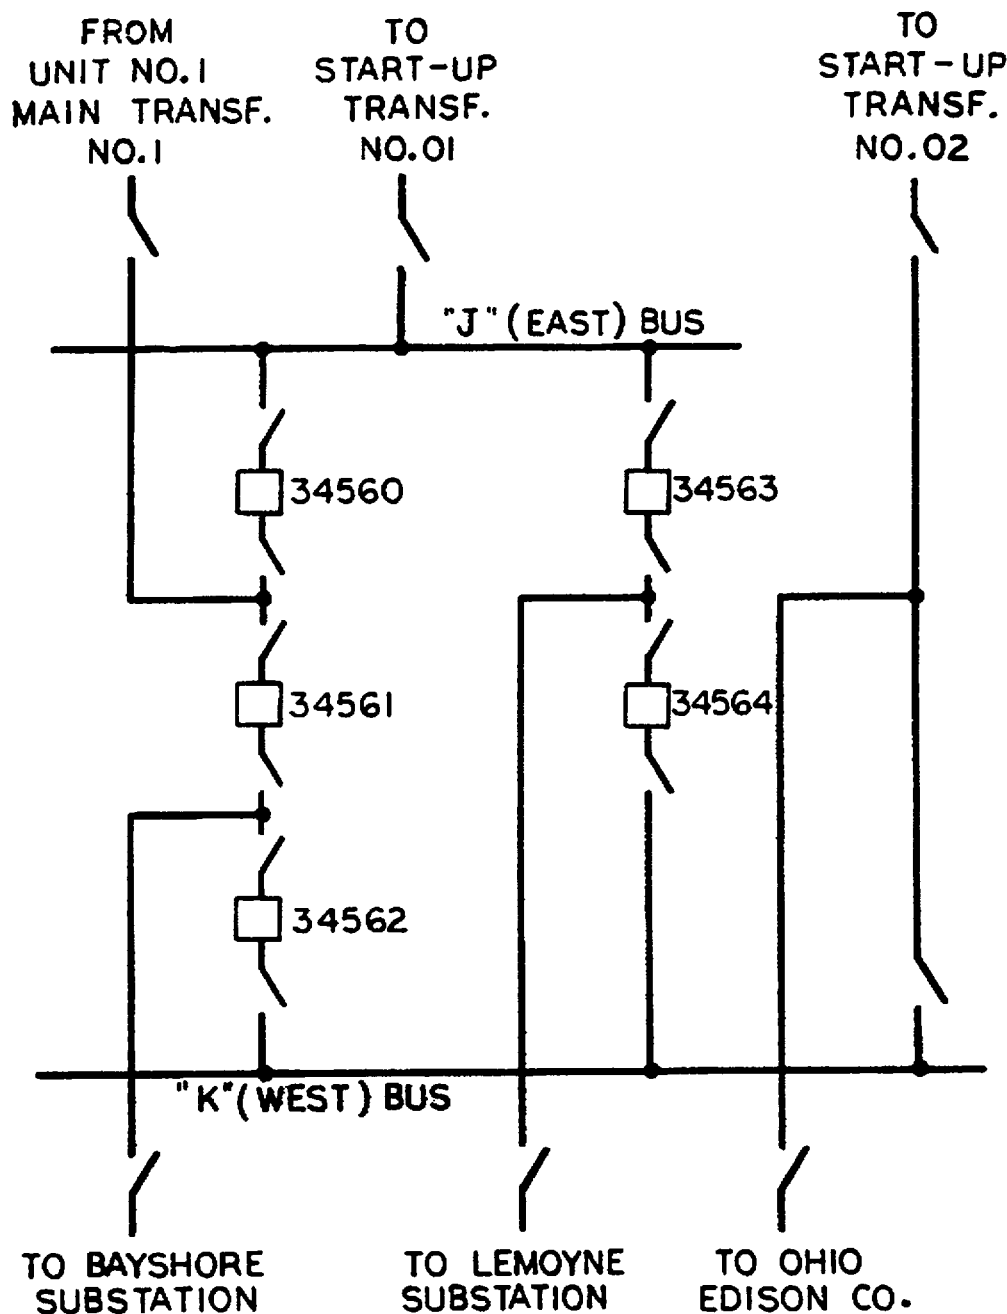 FROM
UNIT NO.1
MAIN TRANSF.
NO.1
TO
START-UP
TRANSF.
NO.01
TO
START-UP
TRANSF.
NO.02
"J" (EAST) BUS
34560
34563
34561
34564
34562
"K" (WEST) BUS
TO BAYSHORE
SUBSTATION
TO LEMOYNE
SUBSTATION
TO OHIO
EDISON CO.